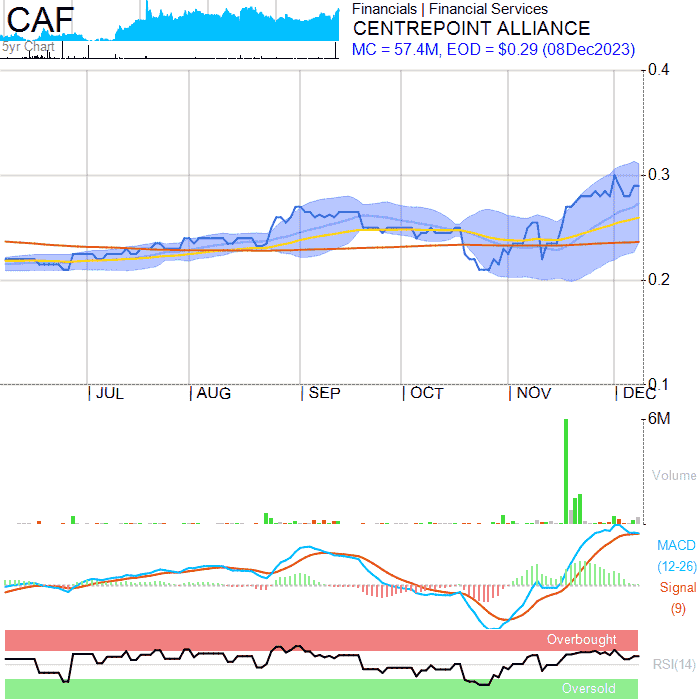 CAF
5yr Chart
Financials | Financial Services
CENTREPOINT ALLIANCE
MC = 57.4M, EOD = $0.29 (08Dec2023)
0.4
0.3
0.2
0.1
JUL AUG SEP OCT NOV DEC
6M
Volume
MACD
(12-26)
Signal
(9)
Overbought
RSI(14)
Oversold